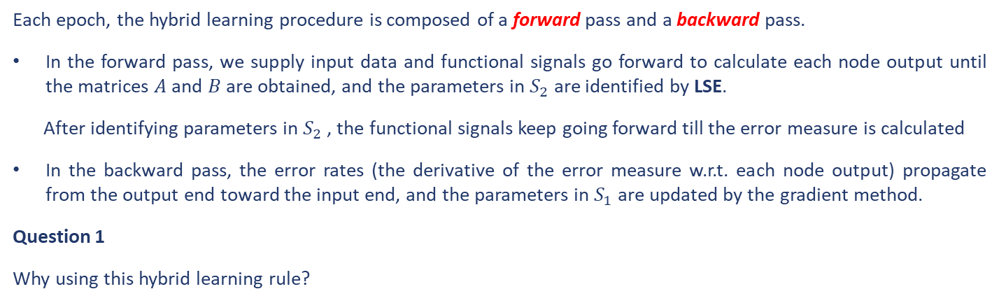 Each epoch, the hybrid learning procedure is composed of a forward pass and a backward pass.
• In the forward pass, we supply input data and functional signals go forward to calculate each node output until
the matrices A and B are obtained, and the parameters in S₂ are identified by LSE.
After identifying parameters in S₂ , the functional signals keep going forward till the error measure is calculated
• In the backward pass, the error rates (the derivative of the error measure w.r.t. each node output) propagate
from the output end toward the input end, and the parameters in S₁ are updated by the gradient method.
Question 1
Why using this hybrid learning rule?